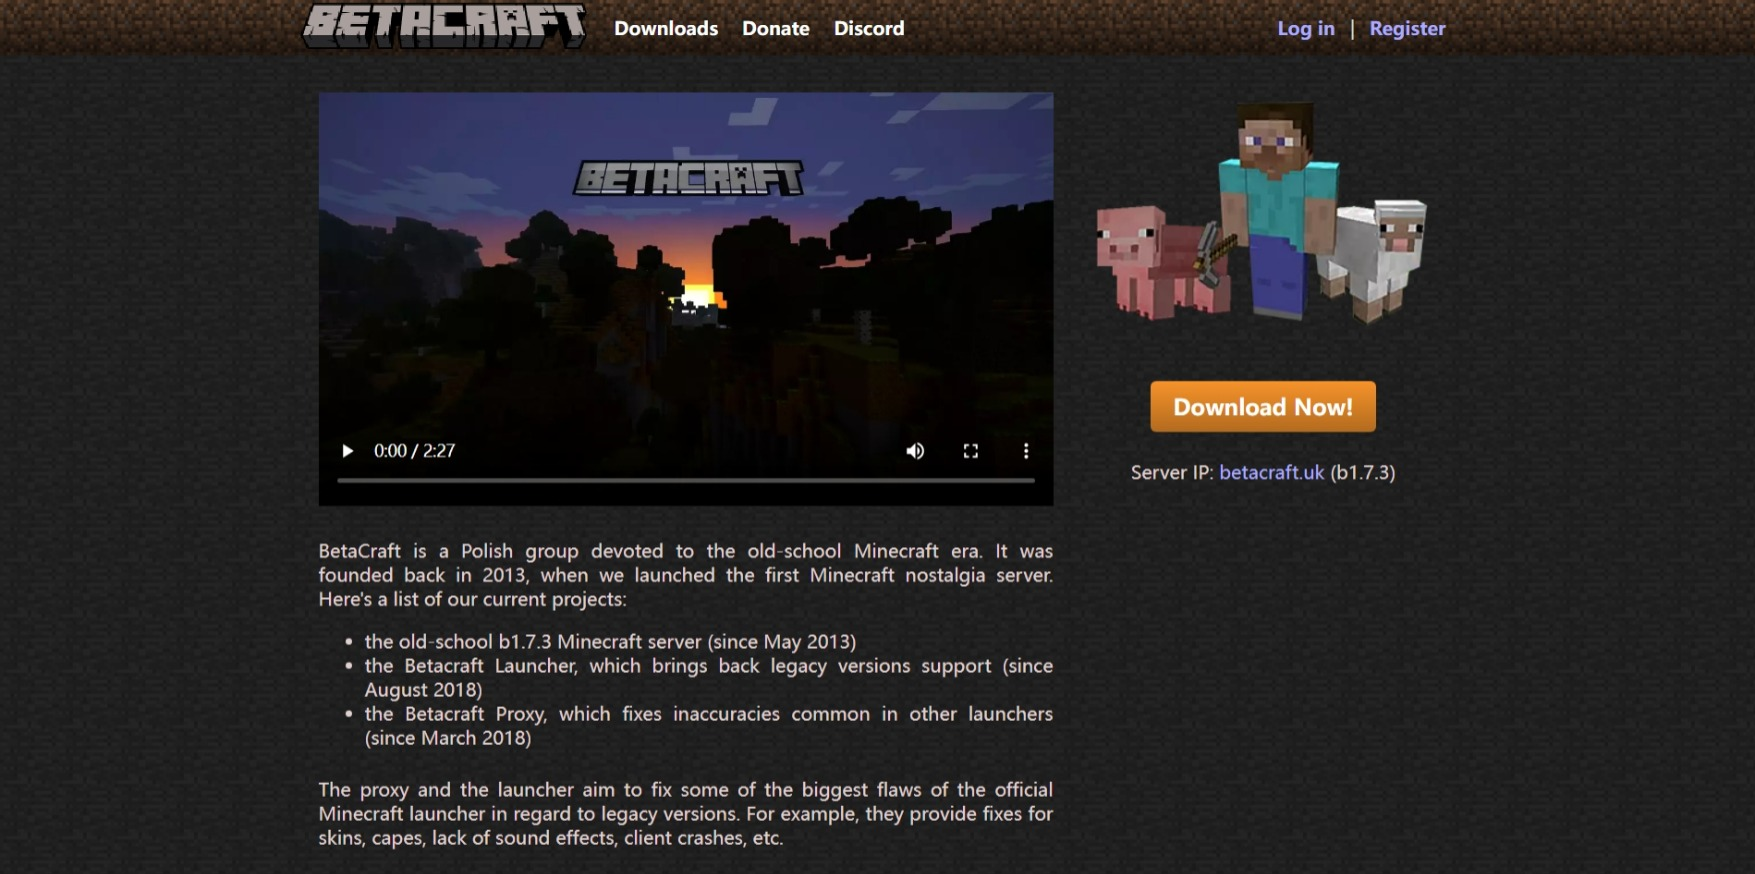 BETACRAFT
Downloads Donate Discord
Log in | Register
BETACRAFT
0:00 / 2:27
Download Now!
Server IP: betacraft.uk (b1.7.3)
BetaCraft is a Polish group devoted to the old-school Minecraft era. It was
founded back in 2013, when we launched the first Minecraft nostalgia server.
Here's a list of our current projects:
• the old-school b1.7.3 Minecraft server (since May 2013)
• the Betacraft Launcher, which brings back legacy versions support (since
August 2018)
• the Betacraft Proxy, which fixes inaccuracies common in other launchers
(since March 2018)
The proxy and the launcher aim to fix some of the biggest flaws of the official
Minecraft launcher in regard to legacy versions. For example, they provide fixes for
skins, capes, lack of sound effects, client crashes, etc.